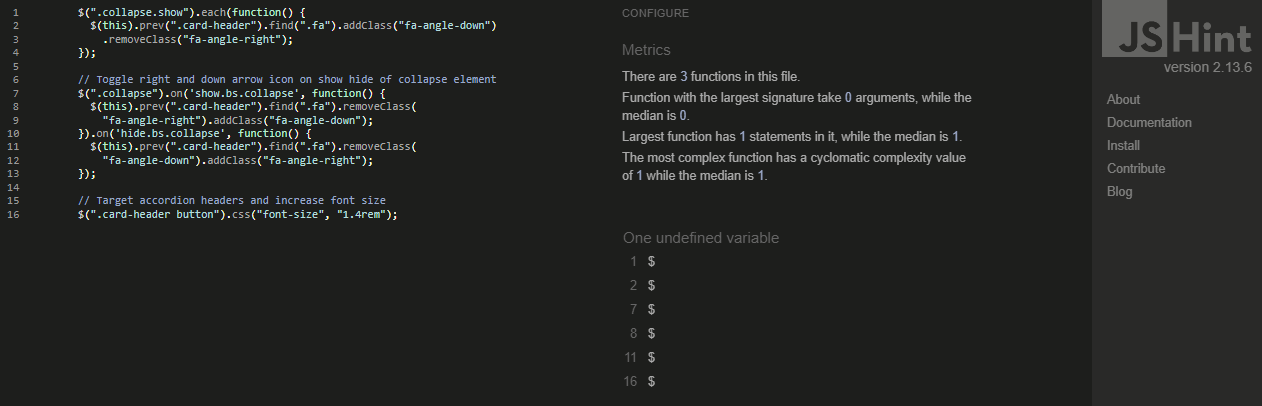 1 $(".collapse.show").each(function() {
2 $(this).prev(".card-header").find(".fa").addClass("fa-angle-down")
3 .removeClass("fa-angle-right");
4 });
5
6 // Toggle right and down arrow icon on show hide of collapse element
7 $(".collapse").on('show.bs.collapse', function() {
8 $(this).prev(".card-header").find(".fa").removeClass(
9 "fa-angle-right").addClass("fa-angle-down");
10 }).on('hide.bs.collapse', function() {
11 $(this).prev(".card-header").find(".fa").removeClass(
12 "fa-angle-down").addClass("fa-angle-right");
13 });
14
15 // Target accordion headers and increase font size
16 $(".card-header button").css("font-size", "1.4rem");
CONFIGURE
Metrics
There are 3 functions in this file.
Function with the largest signature take 0 arguments, while the
median is 0.
Largest function has 1 statements in it, while the median is 1.
The most complex function has a cyclomatic complexity value
of 1 while the median is 1.
One undefined variable
1 $
2 $
7 $
8 $
11 $
16 $
JSHint
version 2.13.6
About
Documentation
Install
Contribute
Blog